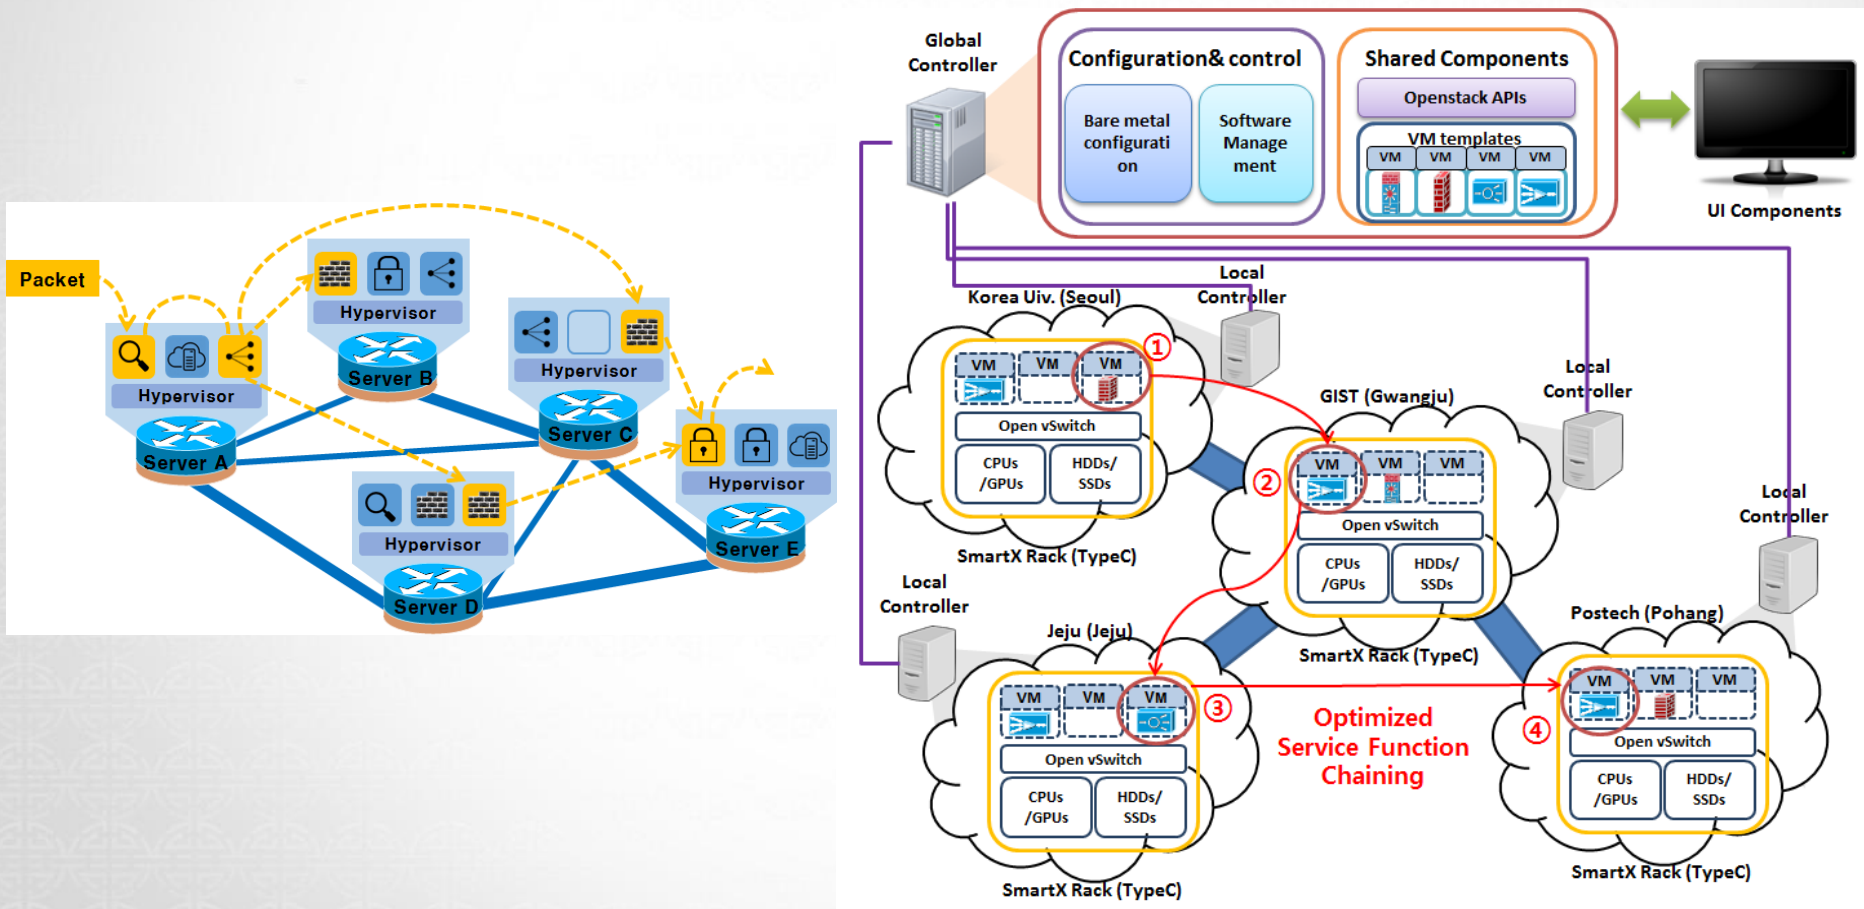 Packet
Hypervisor
Server B
Hypervisor
Server A
Hypervisor
Server C
Hypervisor
Server D
Hypervisor
Server E
Global
Controller
Configuration& control
Bare metal
configurati
on
Software
Manage
ment
Shared Components
Openstack APIs
VM templates
VM
VM
VM
VM
UI Components
Local
Controller
Korea Uiv. (Seoul)
①
VM
VM
VM
Open vSwitch
CPUs
/GPUs
HDDs/
SSDs
SmartX Rack (TypeC)
Local
Controller
GIST (Gwangju)
②
VM
VM
VM
Open vSwitch
CPUs
/GPUs
HDDs/
SSDs
SmartX Rack (TypeC)
Local
Controller
Jeju (Jeju)
③
VM
VM
VM
Open vSwitch
CPUs
/GPUs
HDDs/
SSDs
SmartX Rack (TypeC)
Optimized
Service Function
Chaining
Local
Controller
Postech (Pohang)
④
VM
VM
VM
Open vSwitch
CPUs
/GPUs
HDDs/
SSDs
SmartX Rack (TypeC)